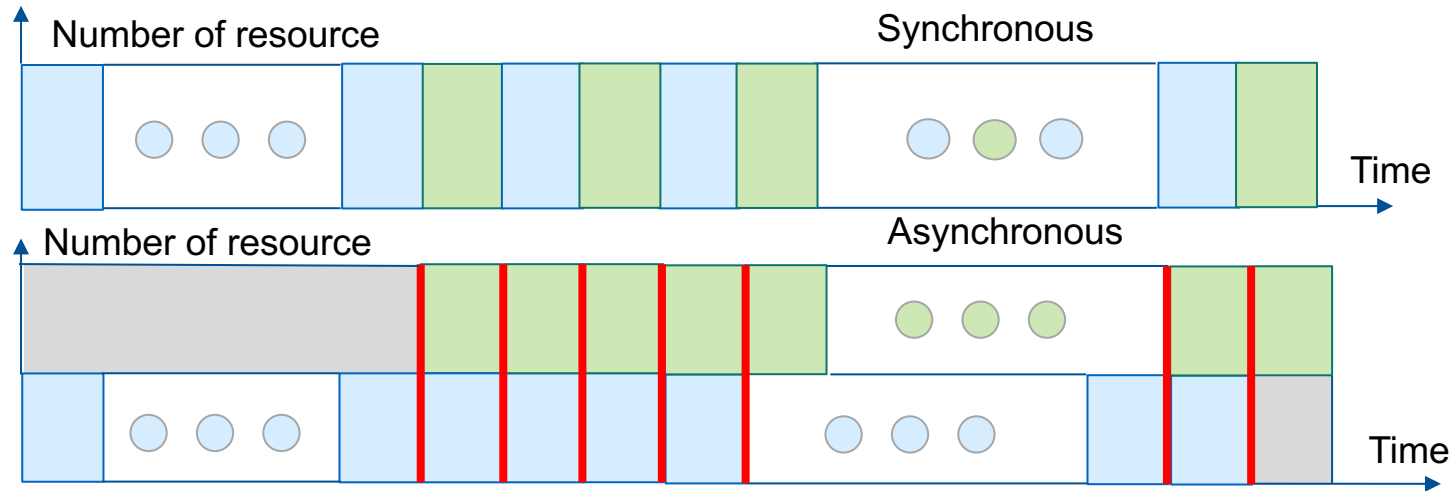 Number of resource
Synchronous
Time
Number of resource
Asynchronous
Time